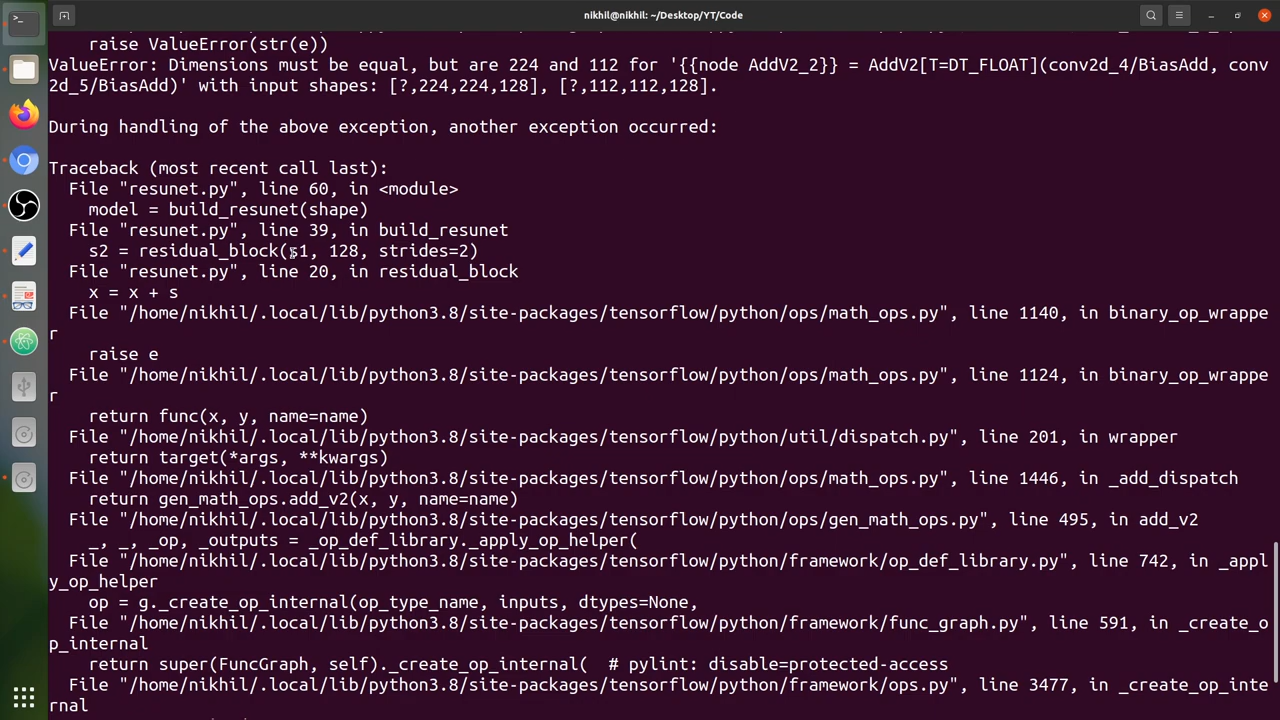 nikhil@nikhil: ~/Desktop/YT/Code
raise ValueError(str(e))
ValueError: Dimensions must be equal, but are 224 and 112 for '{{node AddV2_2}} = AddV2[T=DT_FLOAT](conv2d_4/BiasAdd, conv
2d_5/BiasAdd)' with input shapes: [?,224,224,128], [?,112,112,128].
During handling of the above exception, another exception occurred:
Traceback (most recent call last):
File "resunet.py", line 60, in <module>
model = build_resunet(shape)
File "resunet.py", line 39, in build_resunet
s2 = residual_block(s1, 128, strides=2)
File "resunet.py", line 20, in residual_block
x = x + s
File "/home/nikhil/.local/lib/python3.8/site-packages/tensorflow/python/ops/math_ops.py", line 1140, in binary_op_wrappe
r
raise e
File "/home/nikhil/.local/lib/python3.8/site-packages/tensorflow/python/ops/math_ops.py", line 1124, in binary_op_wrappe
r
return func(x, y, name=name)
File "/home/nikhil/.local/lib/python3.8/site-packages/tensorflow/python/util/dispatch.py", line 201, in wrapper
return target(*args, **kwargs)
File "/home/nikhil/.local/lib/python3.8/site-packages/tensorflow/python/ops/math_ops.py", line 1446, in _add_dispatch
return gen_math_ops.add_v2(x, y, name=name)
File "/home/nikhil/.local/lib/python3.8/site-packages/tensorflow/python/ops/gen_math_ops.py", line 495, in add_v2
_, _, _op, _outputs = _op_def_library._apply_op_helper(
File "/home/nikhil/.local/lib/python3.8/site-packages/tensorflow/python/framework/op_def_library.py", line 742, in _appl
y_op_helper
op = g._create_op_internal(op_type_name, inputs, dtypes=None,
File "/home/nikhil/.local/lib/python3.8/site-packages/tensorflow/python/framework/func_graph.py", line 591, in _create_o
p_internal
return super(FuncGraph, self)._create_op_internal(  # pylint: disable=protected-access
File "/home/nikhil/.local/lib/python3.8/site-packages/tensorflow/python/framework/ops.py", line 3477, in _create_op_inte
rnal